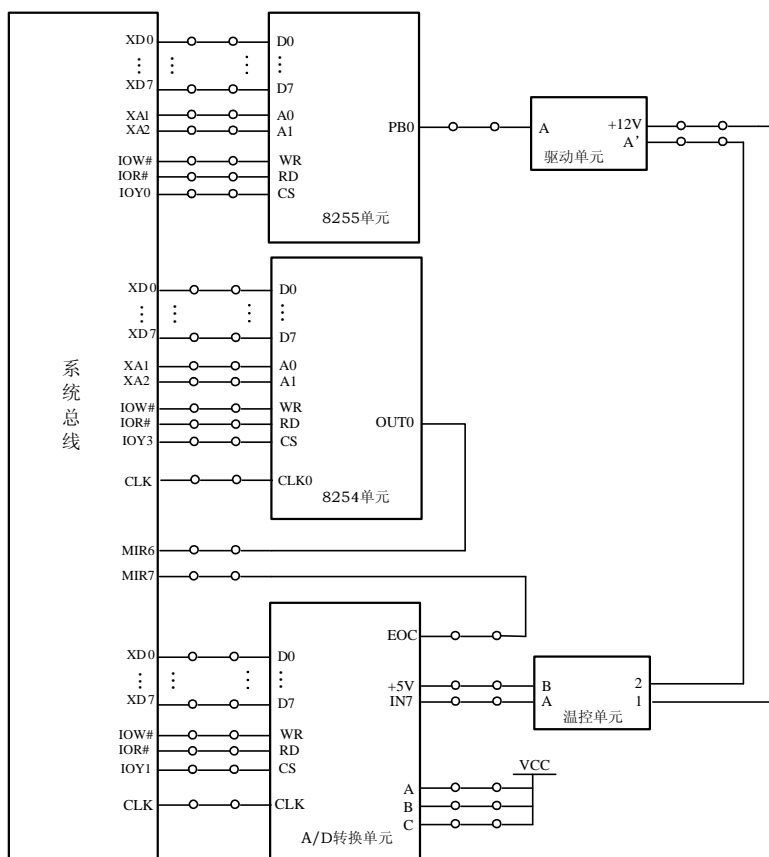 XD0 D0
XD7 D7
XA1 A0
XA2 A1
IOW# WR
IOR# RD
IOY0 CS
8255单元
PB0
A
+12V
A’
驱动单元
系统总线
XD0 D0
XD7 D7
XA1 A0
XA2 A1
IOW# WR
IOR# RD
IOY3 CS
CLK CLK0
OUT0
8254单元
MIR6
MIR7
EOC
XD0 D0
XD7 D7
IOW# WR
IOR# RD
IOY1 CS
CLK CLK
+5V
IN7
B 2
A 1
温控单元
VCC
A
B
C
A/D转换单元